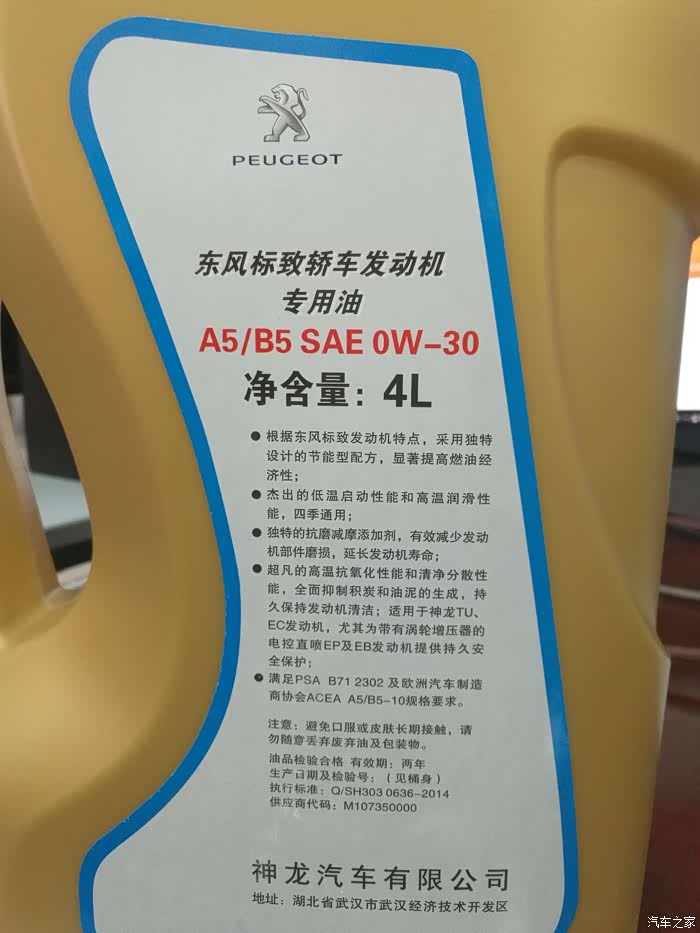 PEUGEOT
东风标致轿车发动机
专用油
A5/B5 SAE 0W-30
净含量: 4L
● 根据东风标致发动机特点，采用独特
设计的节能型配方，显著提高燃油经
济性；
● 杰出的低温启动性能和高温润滑性
能，四季通用；
● 独特的抗磨减摩添加剂，有效减少发动
机部件磨损，延长发动机寿命；
● 超凡的高温抗氧化性能和清净分散性
能，全面抑制积炭和油泥的生成，持
久保持发动机清洁；适用于神龙TU、
EC发动机，尤其为带有涡轮增压器的
电控直喷EP及EB发动机提供持久安
全保护；
● 满足PSA B71 2302 及欧洲汽车制造
商协会ACEA A5/B5-10规格要求。
注意：避免口服或皮肤长期接触，请
勿随意丢弃废弃油及包装物。
油品检验合格 有效期：两年
生产日期及检验号：（见桶身）
执行标准：Q/SH303 0636-2014
供应商代码：M107350000
神龙汽车有限公司
地址：湖北省武汉市武汉经济技术开发区
汽车之家